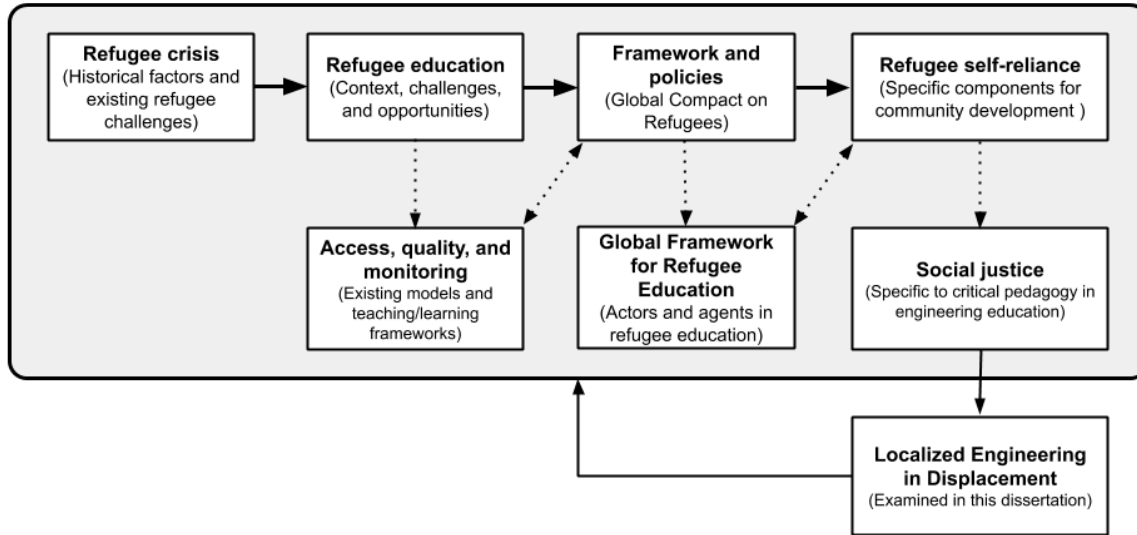 Refugee crisis
(Historical factors and
existing refugee
challenges)
Refugee education
(Context, challenges,
and opportunities)
Framework and
policies
(Global Compact on
Refugees)
Refugee self-reliance
(Specific components for
community development )
Access, quality, and
monitoring
(Existing models and
teaching/learning
frameworks)
Global Framework
for Refugee
Education
(Actors and agents in
refugee education)
Social justice
(Specific to critical pedagogy in
engineering education)
Localized Engineering
in Displacement
(Examined in this dissertation)